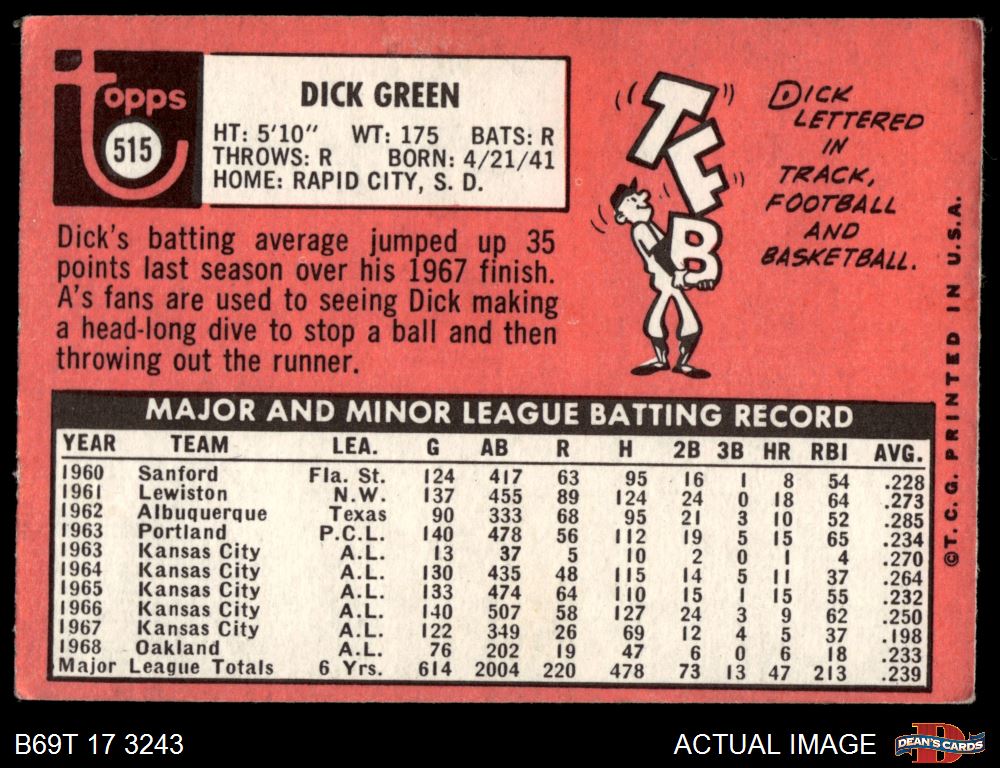 topps
515
DICK GREEN
HT: 5'10" WT: 175 BATS: R
THROWS: R BORN: 4/21/41
HOME: RAPID CITY, S. D.
Dick's batting average jumped up 35
points last season over his 1967 finish.
A's fans are used to seeing Dick making
a head-long dive to stop a ball and then
throwing out the runner.
T
F
B
DICK
LETTERED
IN
TRACK,
FOOTBALL
AND
BASKETBALL.
MAJOR AND MINOR LEAGUE BATTING RECORD
YEAR TEAM LEA. G AB R H 2B 3B HR RBI AVG.
1960 Sanford Fla. St. 124 417 63 95 16 1 8 54 .228
1961 Lewiston N.W. 137 455 89 124 24 0 18 64 .273
1962 Albuquerque Texas 90 333 68 95 21 3 10 52 .285
1963 Portland P.C.L. 140 478 56 112 19 5 15 65 .234
1963 Kansas City A.L. 13 37 5 10 2 0 1 4 .270
1964 Kansas City A.L. 130 435 48 115 14 5 11 37 .264
1965 Kansas City A.L. 133 474 64 110 15 1 15 55 .232
1966 Kansas City A.L. 140 507 58 127 24 3 9 62 .250
1967 Kansas City A.L. 122 349 26 69 12 4 5 37 .198
1968 Oakland A.L. 76 202 19 47 6 0 6 18 .233
Major League Totals 6 Yrs. 614 2004 220 478 73 13 47 213 .239
©T. C. G. PRINTED IN U.S.A.
B69T 17 3243
ACTUAL IMAGE
D
DEAN'S CARDS